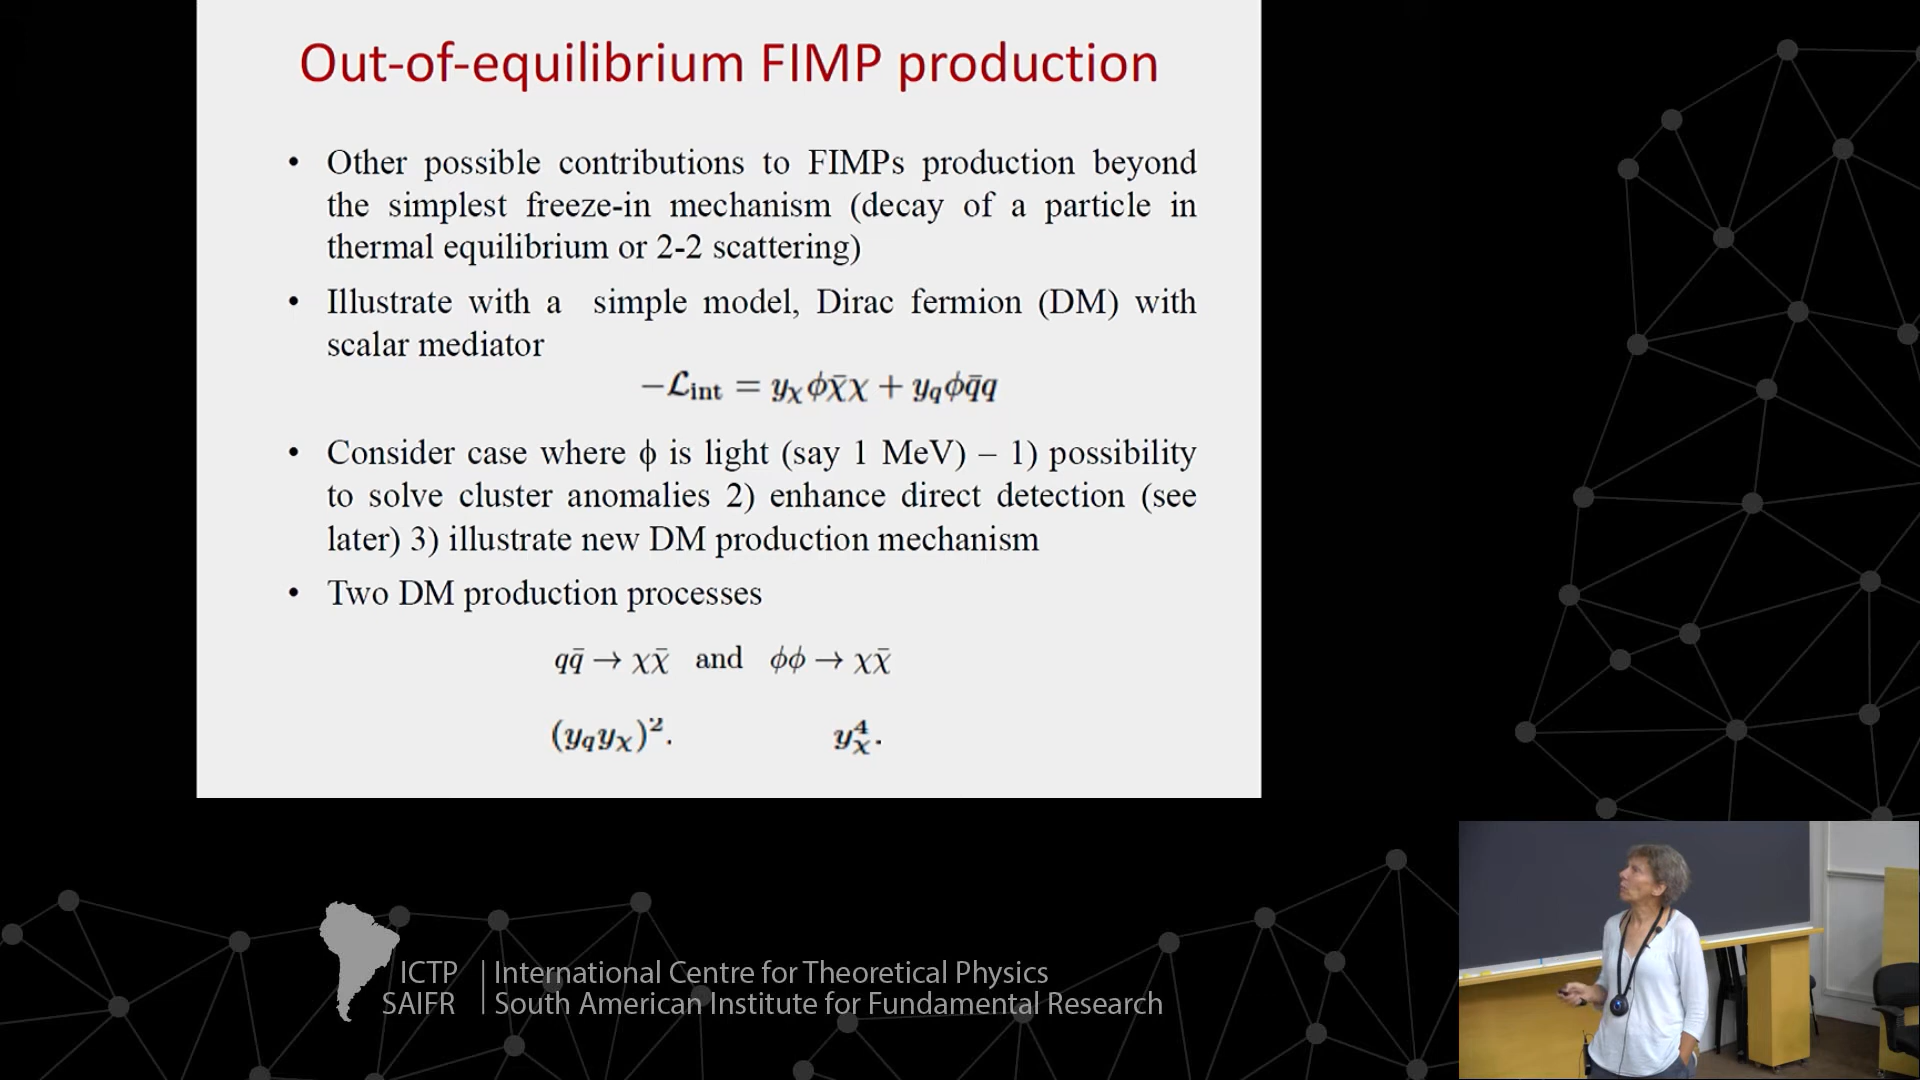 Out-of-equilibrium FIMP production
• Other possible contributions to FIMPs production beyond
the simplest freeze-in mechanism (decay of a particle in
thermal equilibrium or 2-2 scattering)
• Illustrate with a simple model, Dirac fermion (DM) with
scalar mediator
−ℒint = yχϕχ̄χ + yqϕq̄q
• Consider case where ϕ is light (say 1 MeV) – 1) possibility
to solve cluster anomalies 2) enhance direct detection (see
later) 3) illustrate new DM production mechanism
• Two DM production processes
qq̄ → χχ̄ and ϕϕ → χχ̄
(yqyχ)². yχ⁴.
ICTP | International Centre for Theoretical Physics
SAIFR | South American Institute for Fundamental Research